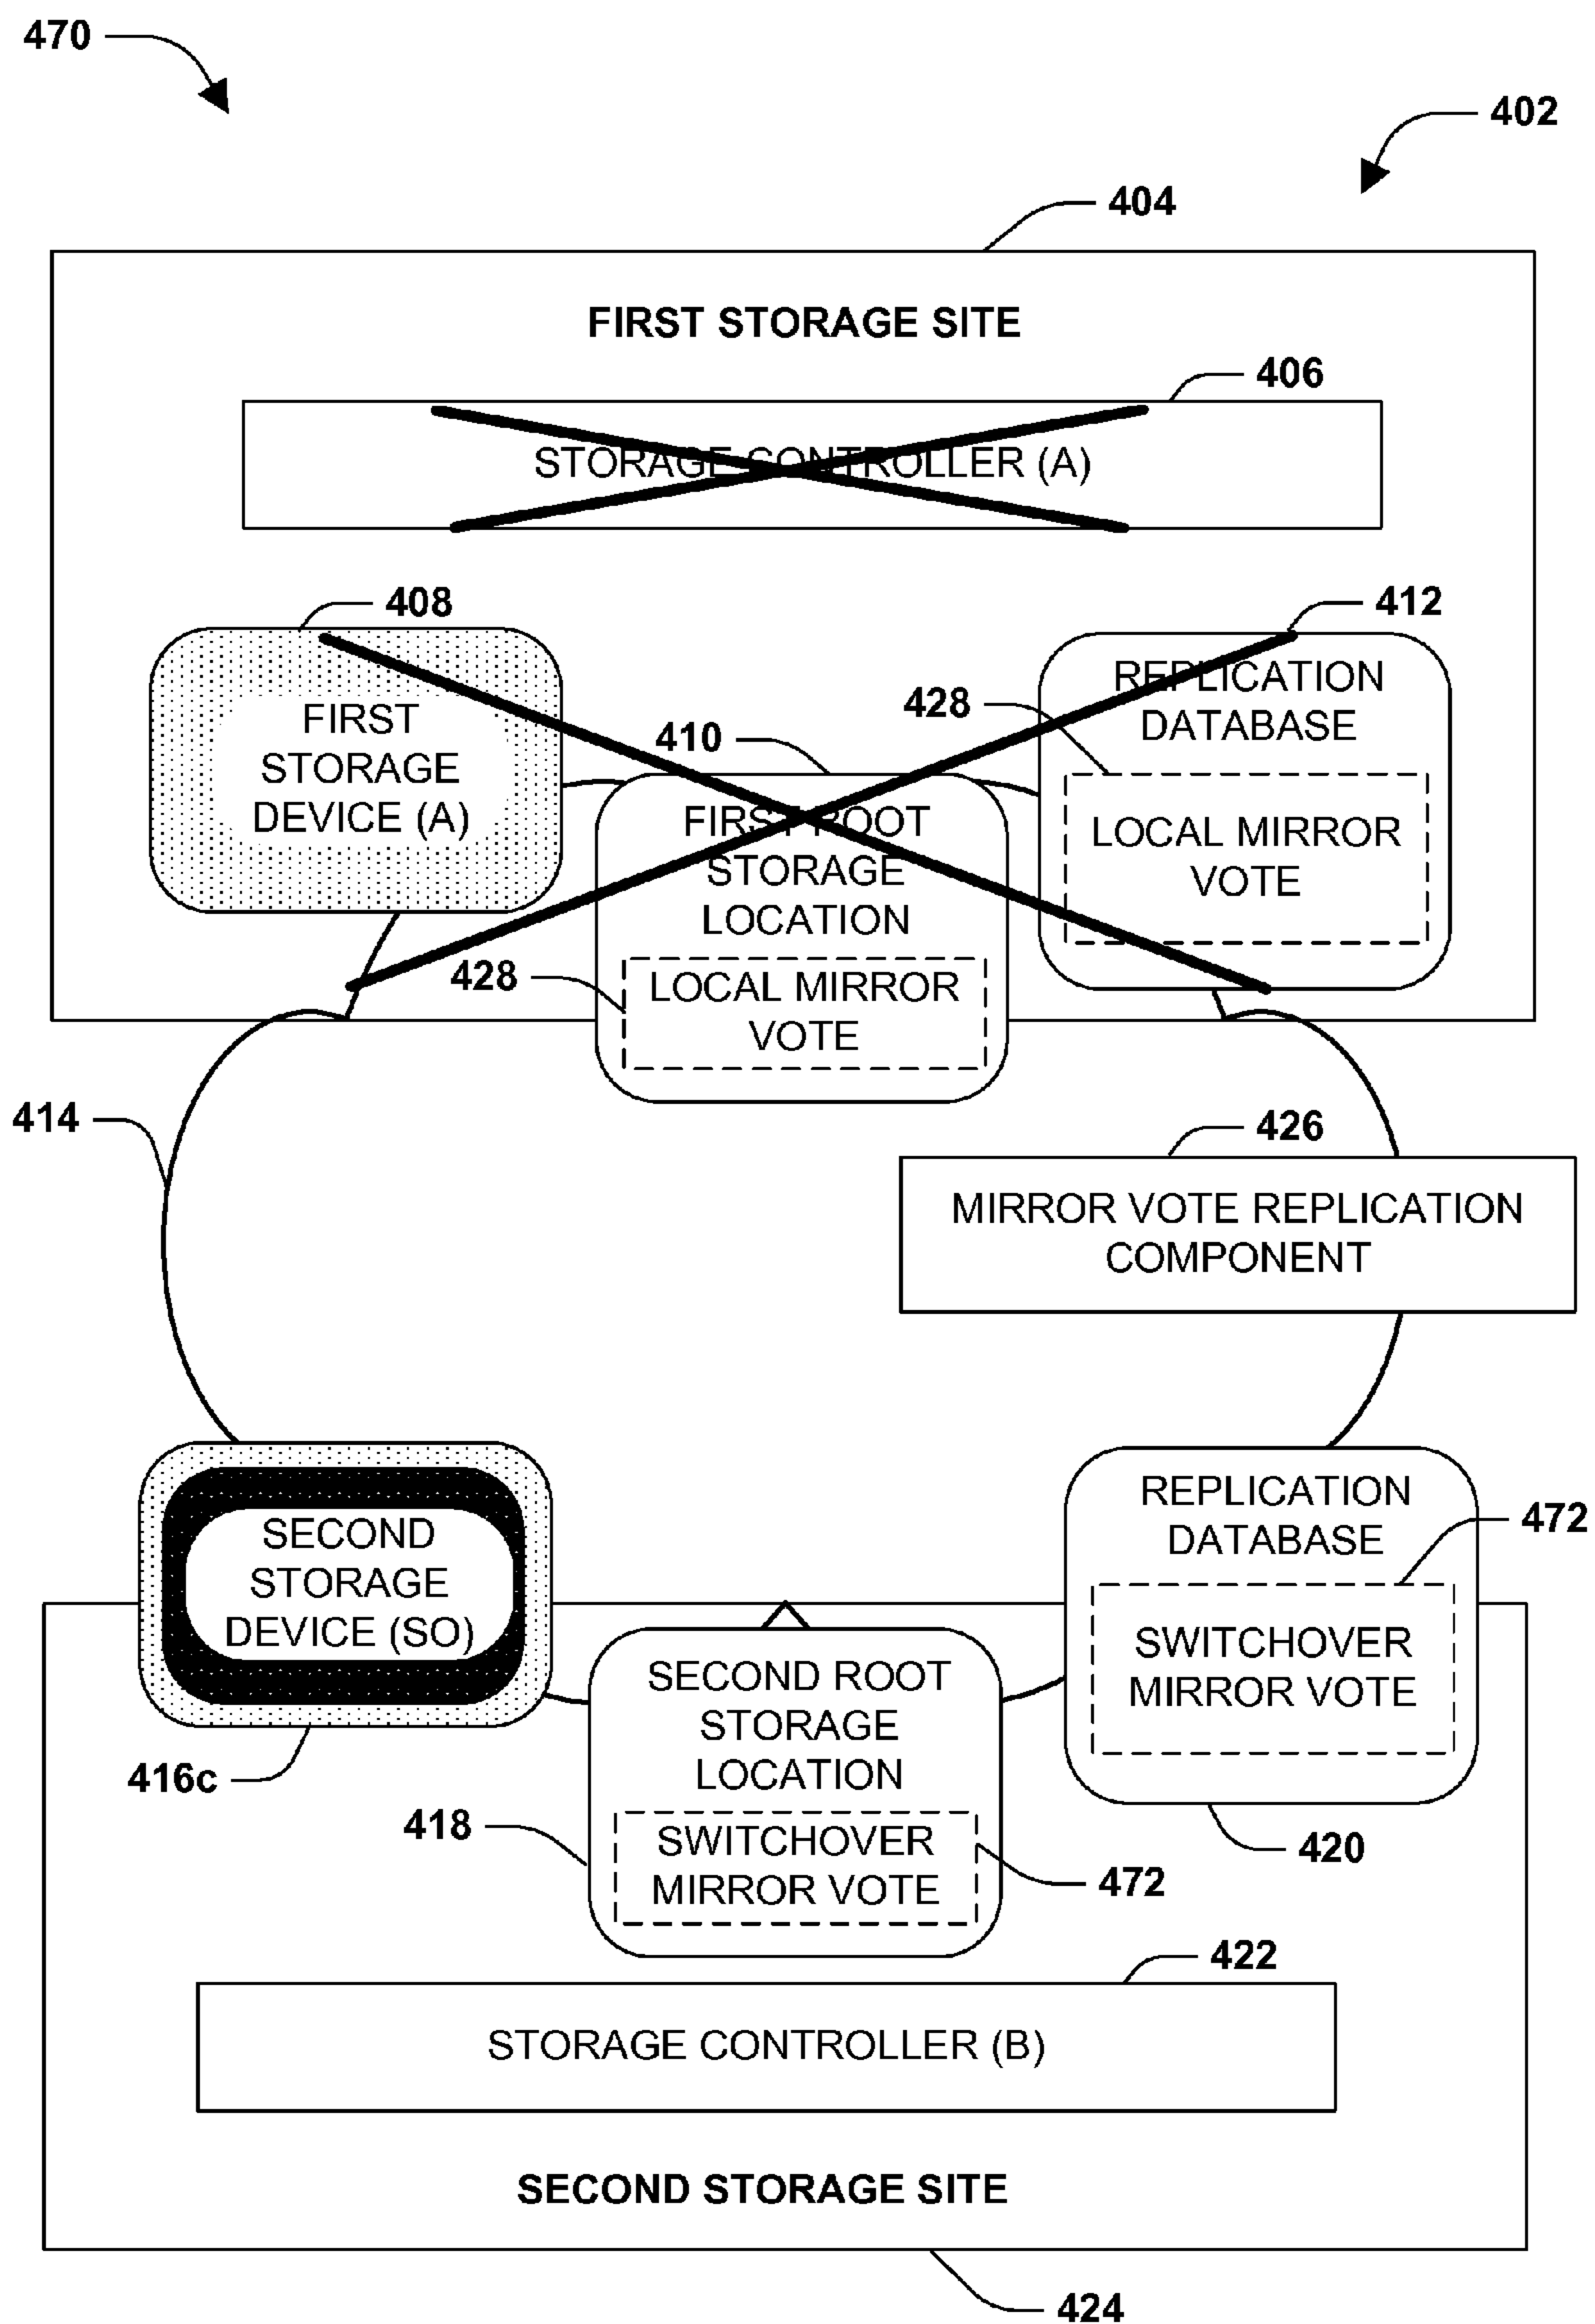 470
402
404
FIRST STORAGE SITE
406
STORAGE CONTROLLER (A)
408
412
FIRST
STORAGE
DEVICE (A)
REPLICATION
DATABASE
428
LOCAL MIRROR
VOTE
410
FIRST ROOT
STORAGE
LOCATION
428
LOCAL MIRROR
VOTE
414
426
MIRROR VOTE REPLICATION
COMPONENT
SECOND
STORAGE
DEVICE (SO)
416c
REPLICATION
DATABASE
472
SWITCHOVER
MIRROR VOTE
420
SECOND ROOT
STORAGE
LOCATION
418
SWITCHOVER
MIRROR VOTE
472
422
STORAGE CONTROLLER (B)
SECOND STORAGE SITE
424